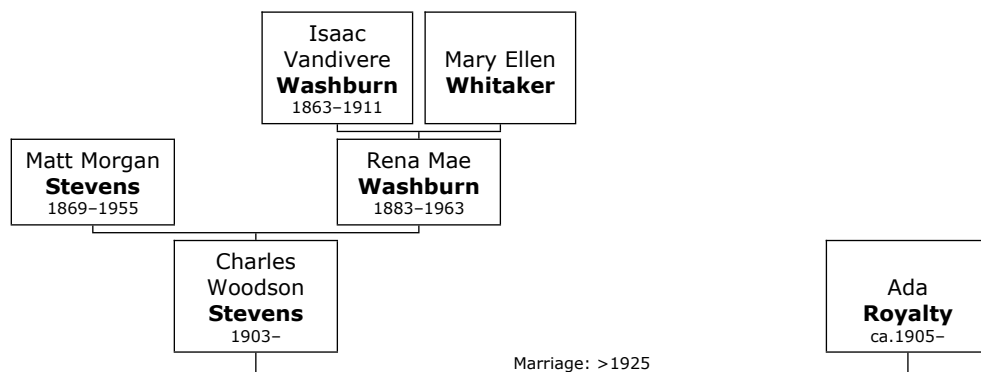 Isaac
Vandivere
Washburn
1863–1911
Mary Ellen
Whitaker
Matt Morgan
Stevens
1869–1955
Rena Mae
Washburn
1883–1963
Charles
Woodson
Stevens
1903–
Ada
Royalty
ca.1905–
Marriage: >1925